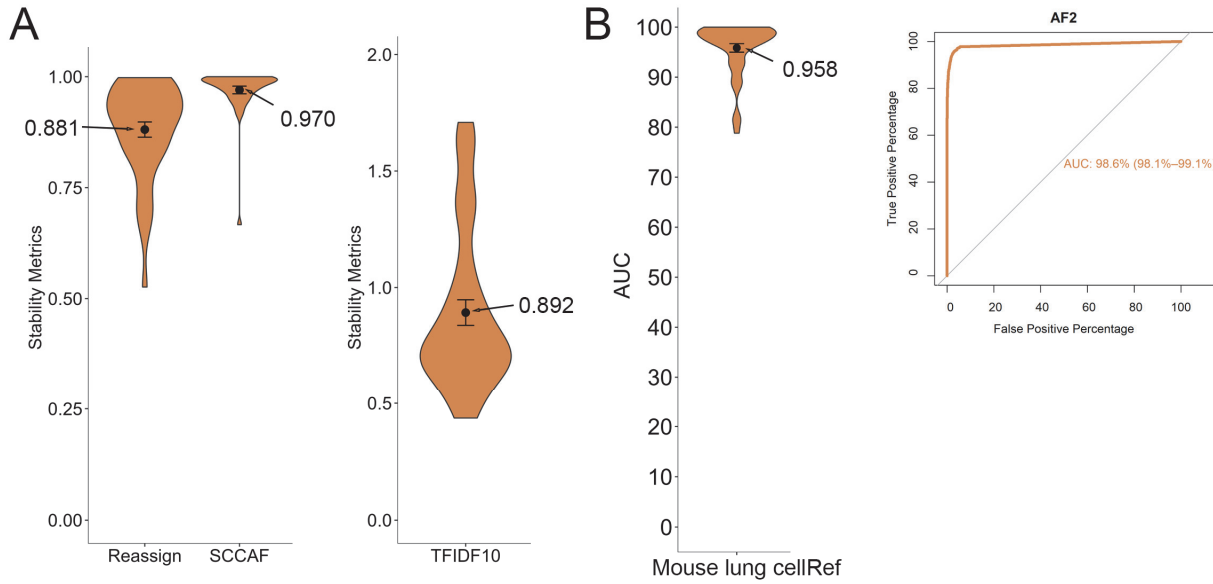 A
Stability Metrics
1.00
0.75
0.50
0.25
0.00
0.881
0.970
Reassign
SCCAF
Stability Metrics
2.0
1.5
1.0
0.5
0.0
0.892
TFIDF10
B
AUC
100
90
80
70
60
50
40
30
20
10
0
0.958
Mouse lung cellRef
AF2
True Positive Percentage
100
80
60
40
20
0
AUC: 98.6% (98.1%–99.1%
0 20 40 60 80 100
False Positive Percentage